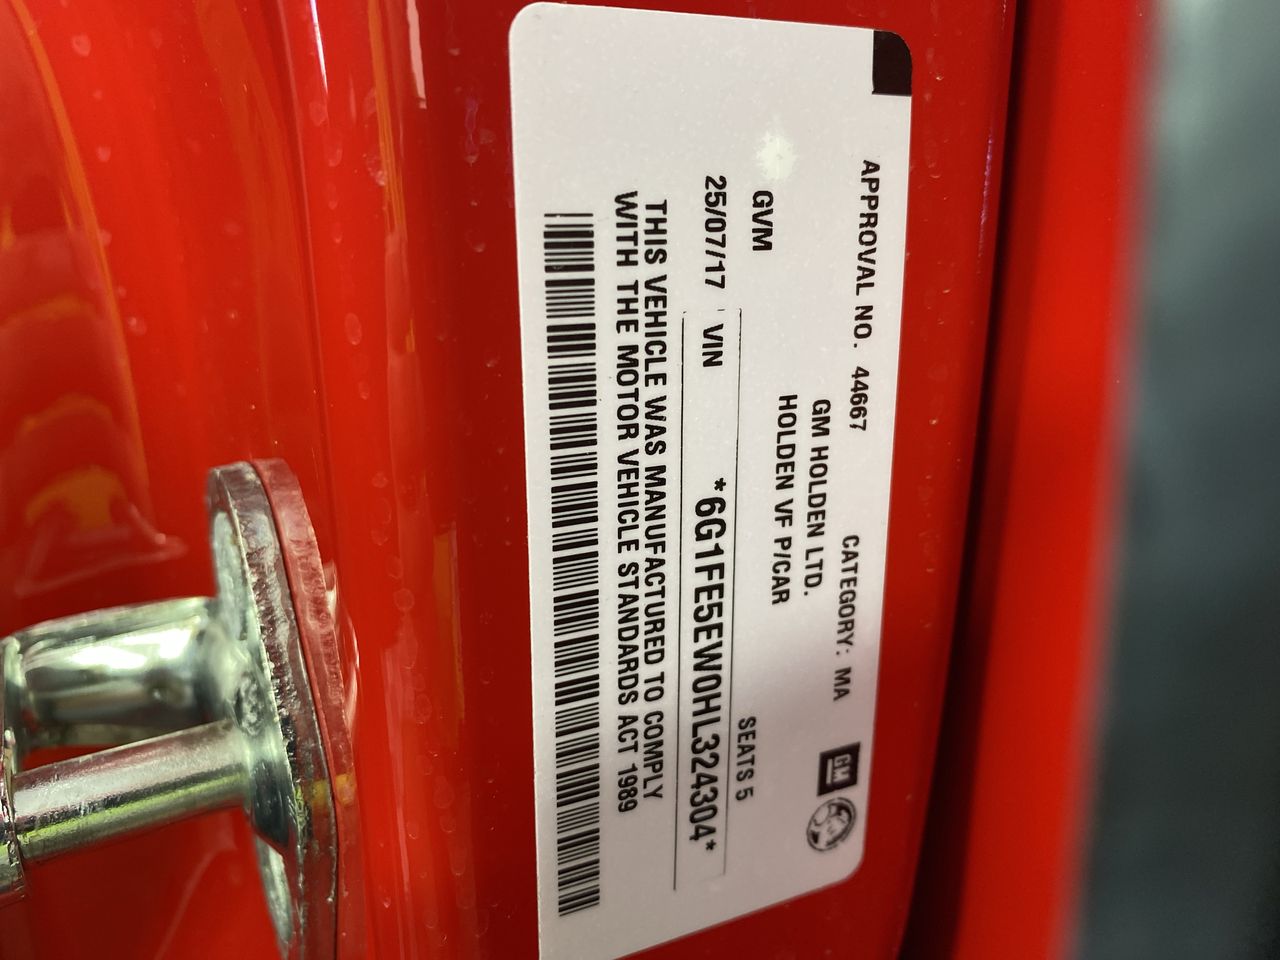 APPROVAL NO. 44667 CATEGORY: MA GM
GM HOLDEN LTD.
HOLDEN VF P/CAR
GVM SEATS 5
25/07/17 VIN *6G1FE5EW0HL324304*
THIS VEHICLE WAS MANUFACTURED TO COMPLY
WITH THE MOTOR VEHICLE STANDARDS ACT 1989